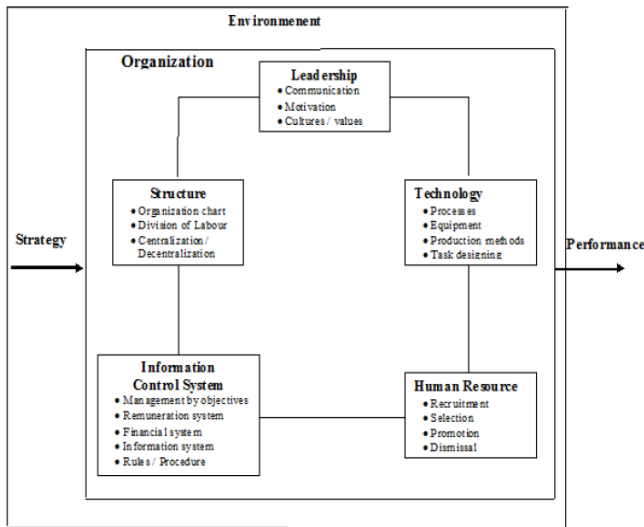 Environmenent
Organization
Leadership
• Communication
• Motivation
• Cultures / values
Structure
• Organization chart
• Division of Labour
• Centralization/
Decentralization
Technology
• Processes
• Equipment
• Production methods
• Task designing
Strategy
Performance
Information
Control System
• Management by objectives
• Remuneration system
• Financial system
• Information system
• Rules / Procedure
Human Resource
• Recruitment
• Selection
• Promotion
• Dismissal